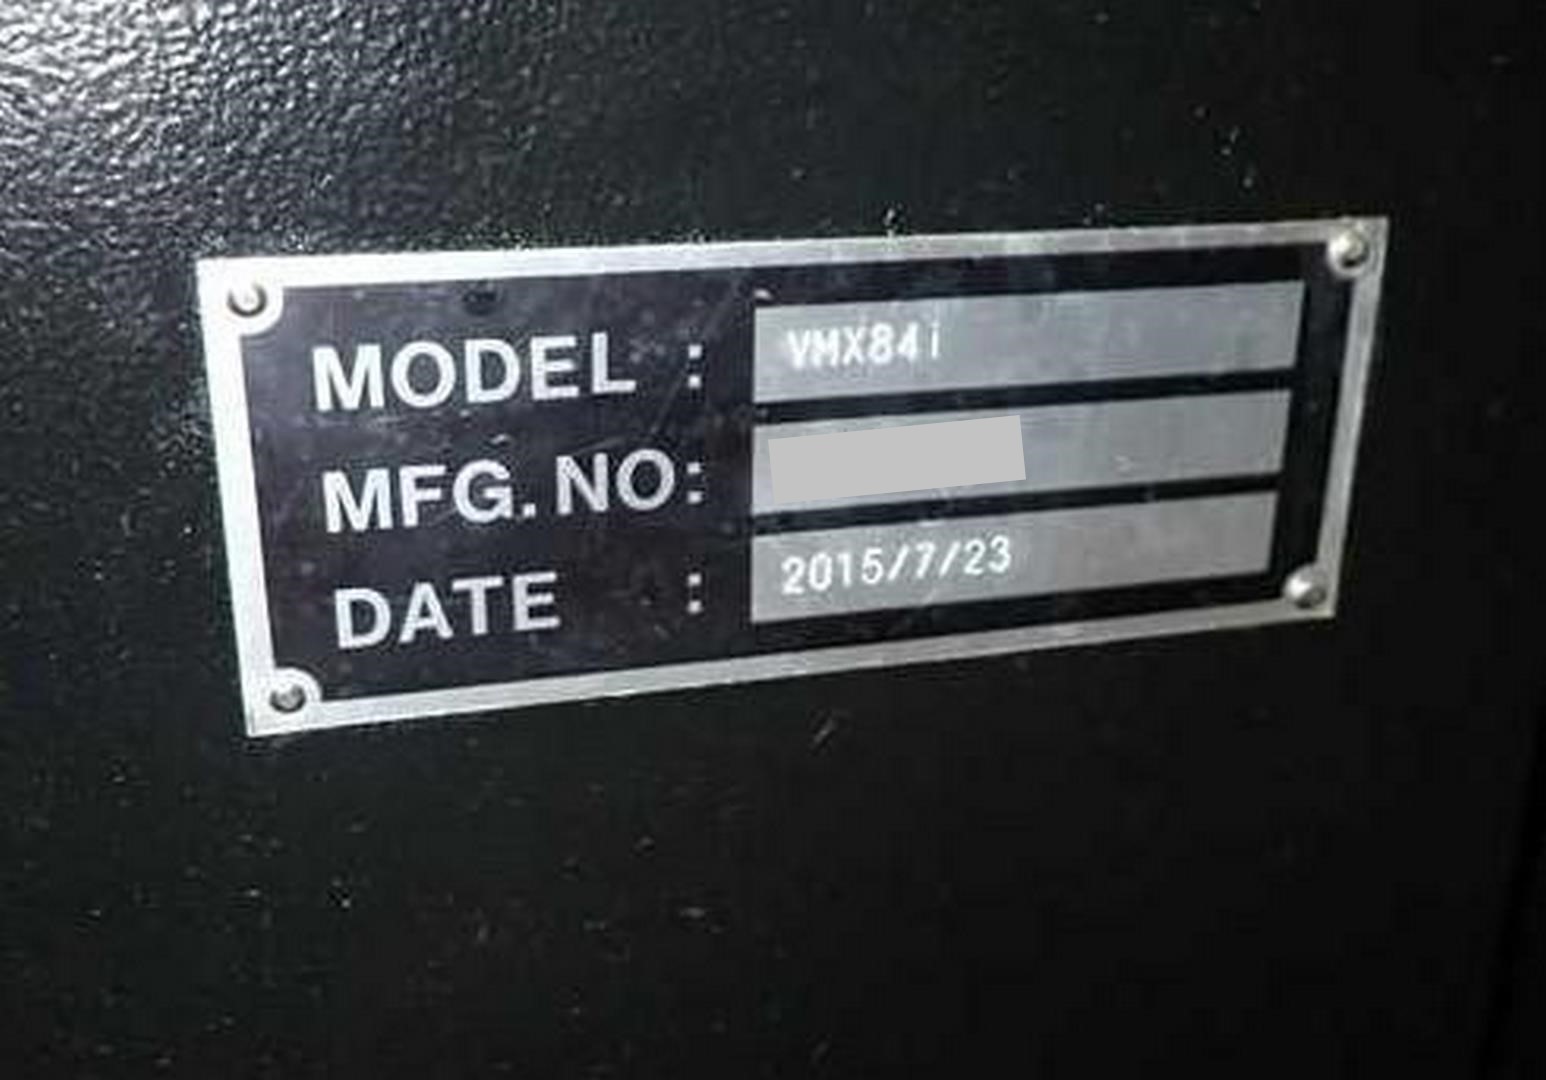 MODEL : VMX84i
MFG. NO:
DATE : 2015/7/23